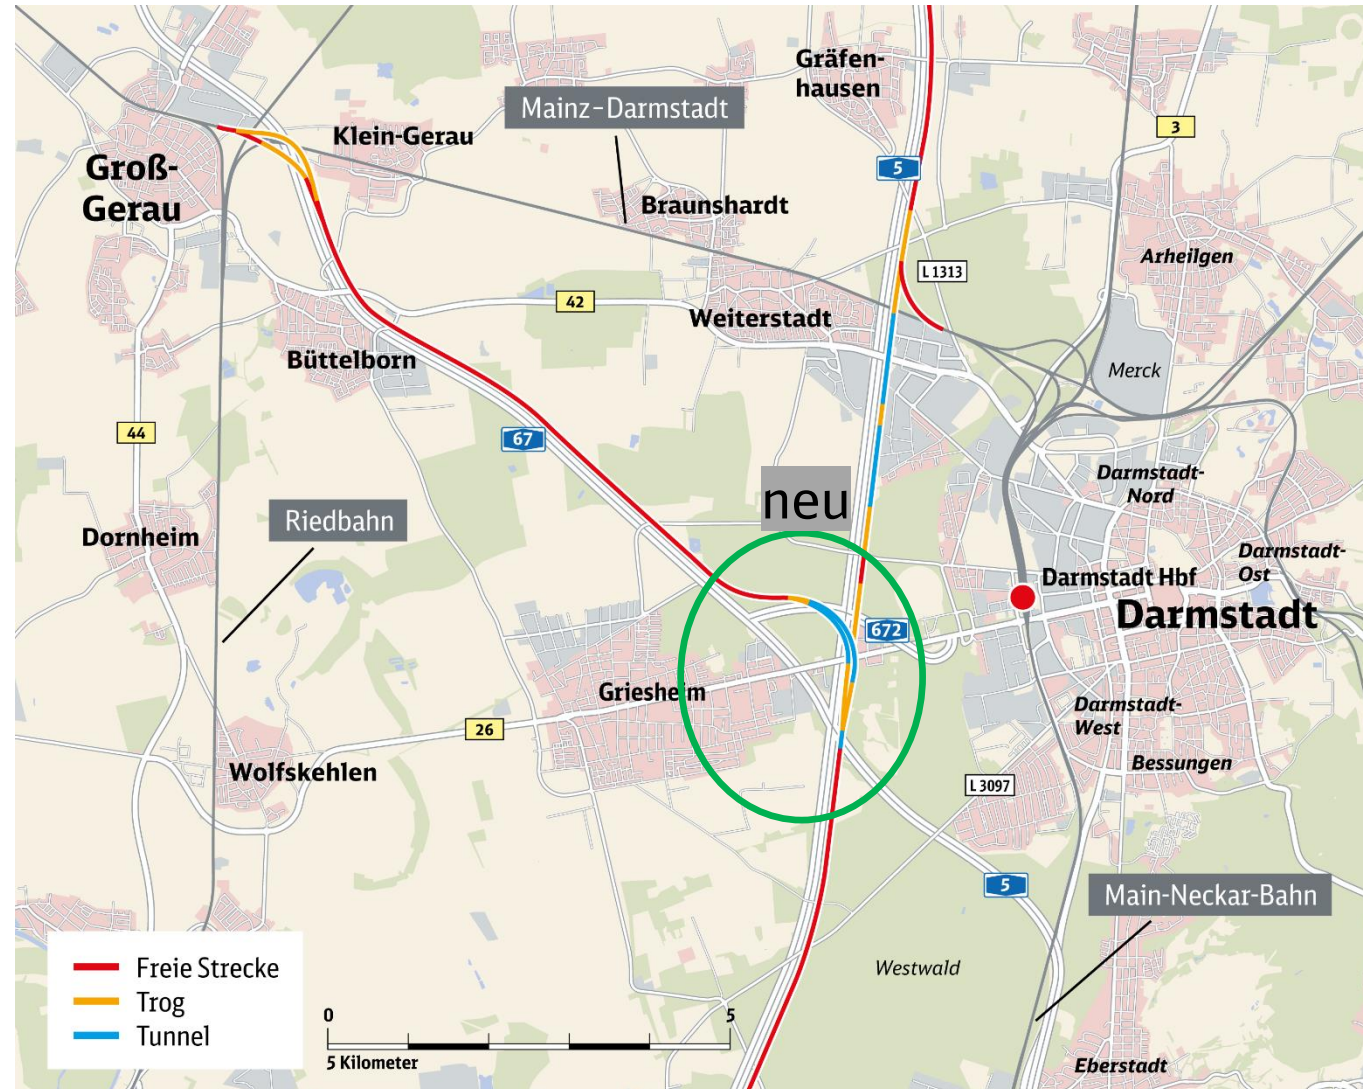 Gräfen-
hausen
Mainz-Darmstadt
3
Klein-Gerau
Groß-
Gerau
5
Braunshardt
Arheilgen
L 1313
42
Weiterstadt
Büttelborn
Merck
44
67
Darmstadt-
Nord
neu
Riedbahn
Dornheim
Darmstadt-
Ost
Darmstadt Hbf
Darmstadt
672
Griesheim
Darmstadt-
West
26
Wolfskehlen
Bessungen
L 3097
5
Main-Neckar-Bahn
Westwald
Freie Strecke
Trog
Tunnel
0
5
5 Kilometer
Eberstadt